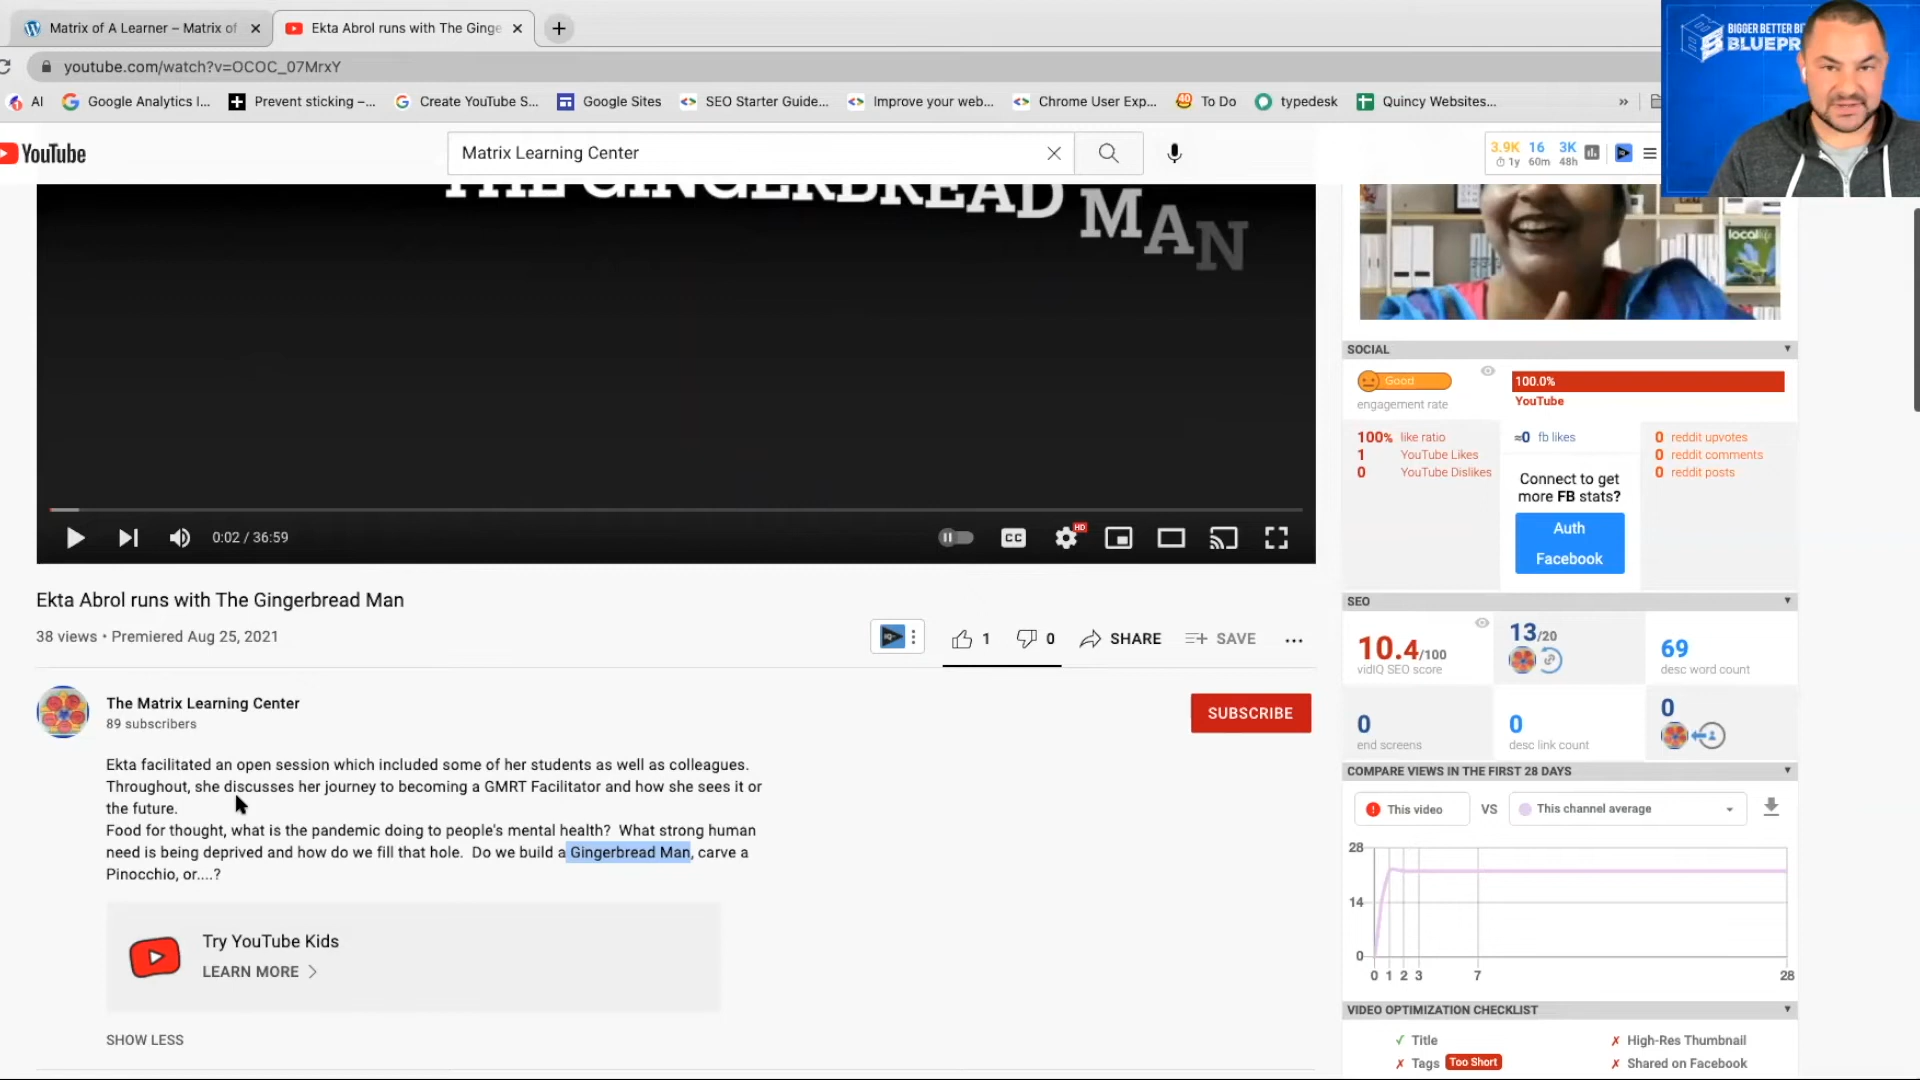 Matrix of A Learner – Matrix of
Ekta Abrol runs with The Ginge
BIGGER BETTER BI
BLUEPR
youtube.com/watch?v=OCOC_07MrxY
AI
Google Analytics I...
Prevent sticking –...
Create YouTube S...
Google Sites
SEO Starter Guide...
Improve your web...
Chrome User Exp...
To Do
typedesk
Quincy Websites...
»
YouTube
Matrix Learning Center
3.9K 16 3K
1y 60m 48h
THE GINGERBREAD MAN
local
SOCIAL
Good
engagement rate
100.0%
YouTube
100% like ratio
1 YouTube Likes
0 YouTube Dislikes
≈0 fb likes
Connect to get
more FB stats?
Auth
Facebook
0 reddit upvotes
0 reddit comments
0 reddit posts
0:02 / 36:59
CC
HD
Ekta Abrol runs with The Gingerbread Man
38 views • Premiered Aug 25, 2021
1
0
SHARE
SAVE
SEO
10.4/100
vidIQ SEO score
13/20
69
desc word count
0
end screens
0
desc link count
0
The Matrix Learning Center
89 subscribers
SUBSCRIBE
Ekta facilitated an open session which included some of her students as well as colleagues.
Throughout, she discusses her journey to becoming a GMRT Facilitator and how she sees it or
the future.
Food for thought, what is the pandemic doing to people's mental health? What strong human
need is being deprived and how do we fill that hole. Do we build a Gingerbread Man, carve a
Pinocchio, or....?
Try YouTube Kids
LEARN MORE
SHOW LESS
COMPARE VIEWS IN THE FIRST 28 DAYS
This video
VS
This channel average
28
14
0
0 1 2 3 7 28
VIDEO OPTIMIZATION CHECKLIST
✓ Title
✗ High-Res Thumbnail
✗ Tags Too Short
✗ Shared on Facebook